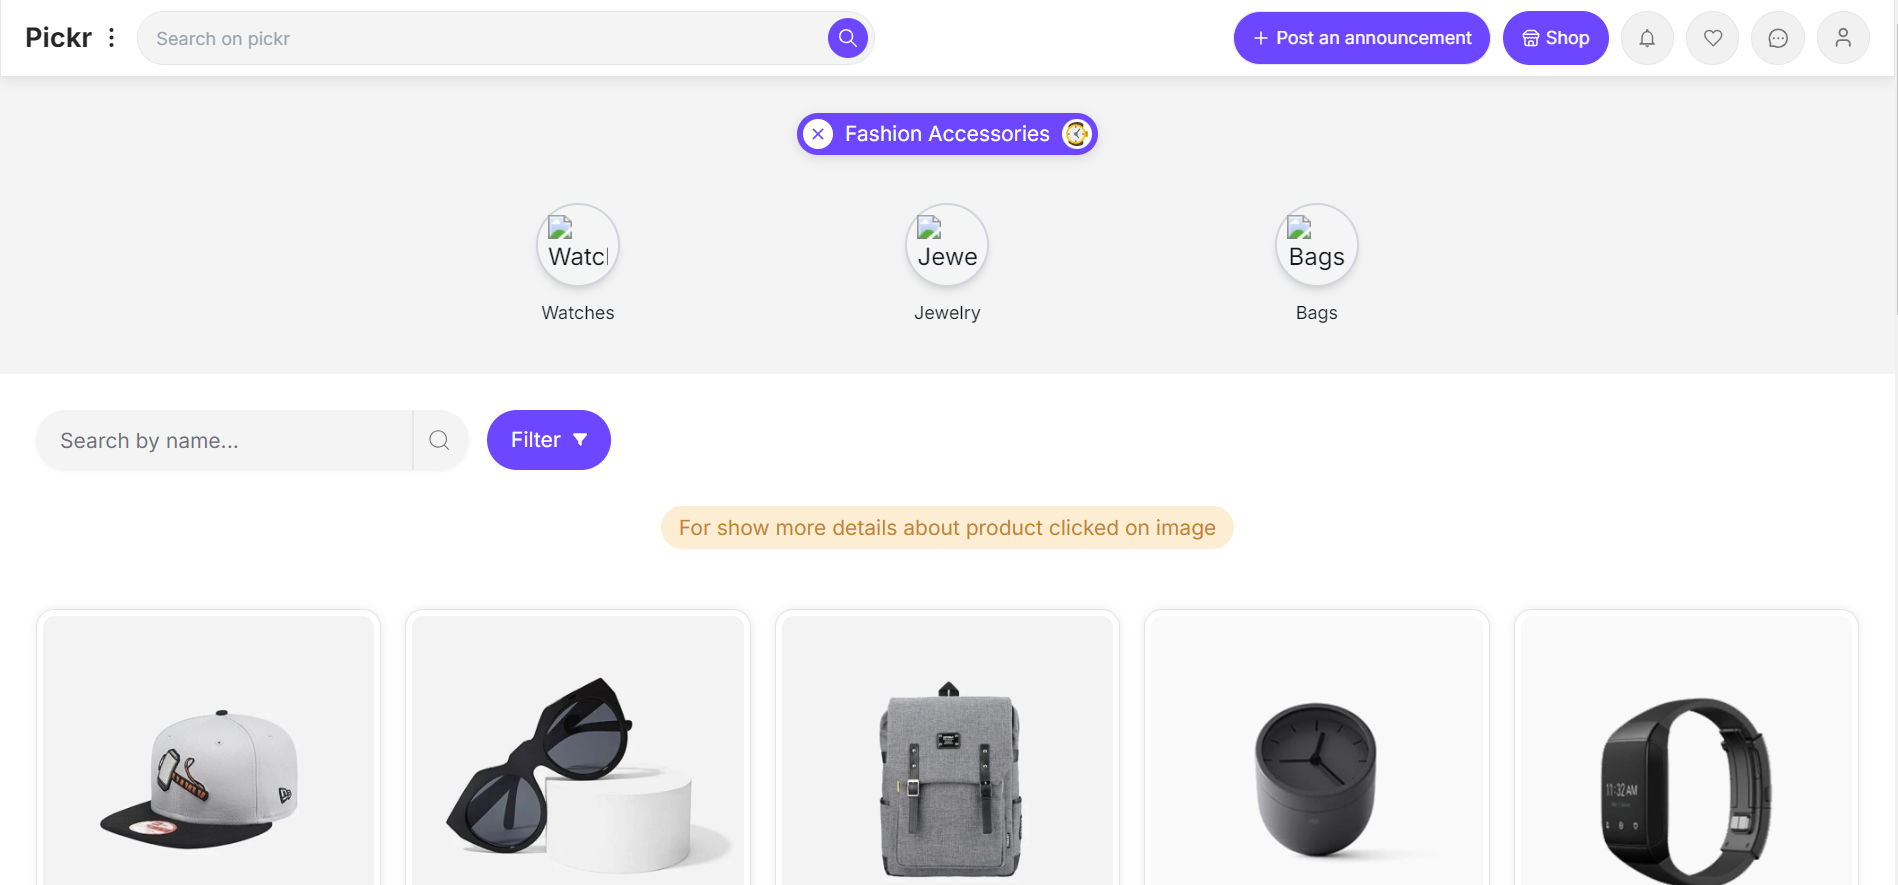 Pickr
Search on pickr
Post an announcement
Shop
Fashion Accessories
Watch
Jewe
Bags
Watches
Jewelry
Bags
Search by name...
Filter
For show more details about product clicked on image
11:32 AM